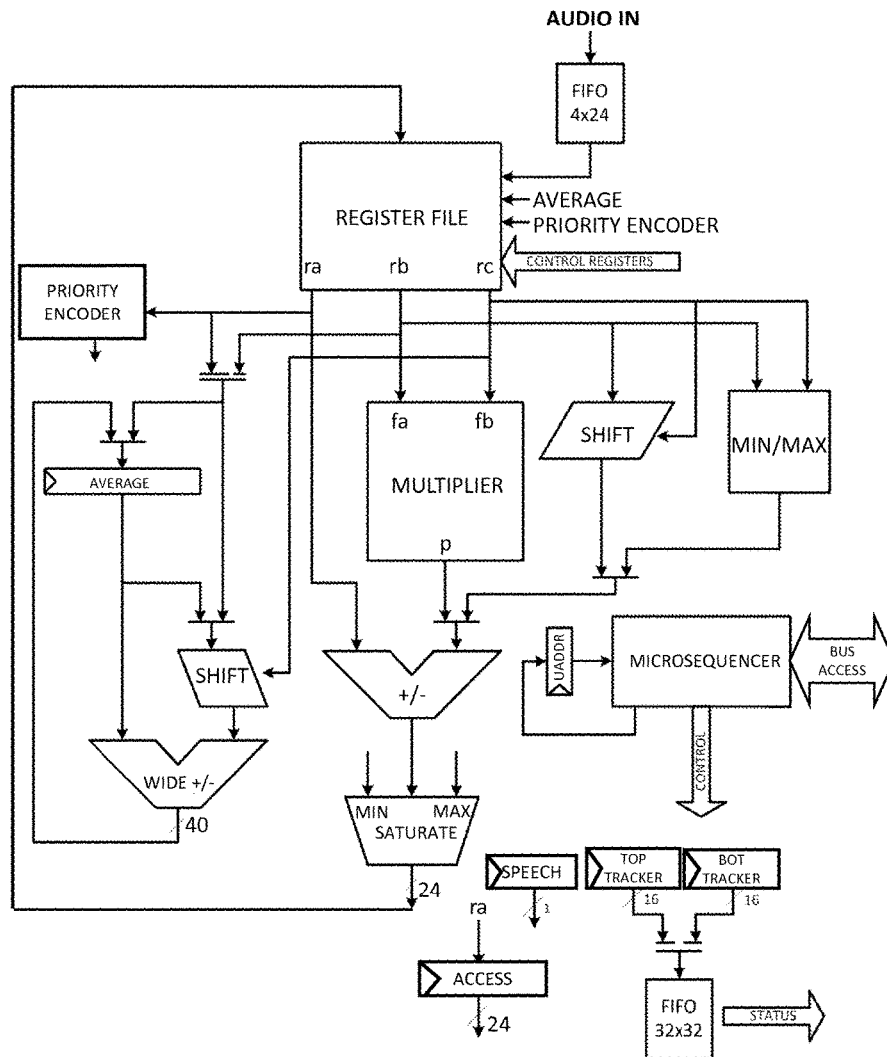 AUDIO IN
FIFO
4x24
REGISTER FILE
AVERAGE
PRIORITY ENCODER
CONTROL REGISTERS
ra
rb
rc
PRIORITY
ENCODER
fa
fb
MULTIPLIER
p
SHIFT
MIN/MAX
AVERAGE
SHIFT
+/-
UADDR
MICROSEQUENCER
BUS
ACCESS
CONTROL
WIDE +/-
40
MIN
MAX
SATURATE
24
SPEECH
1
TOP
TRACKER
16
BOT
TRACKER
16
ra
ACCESS
24
FIFO
32x32
STATUS